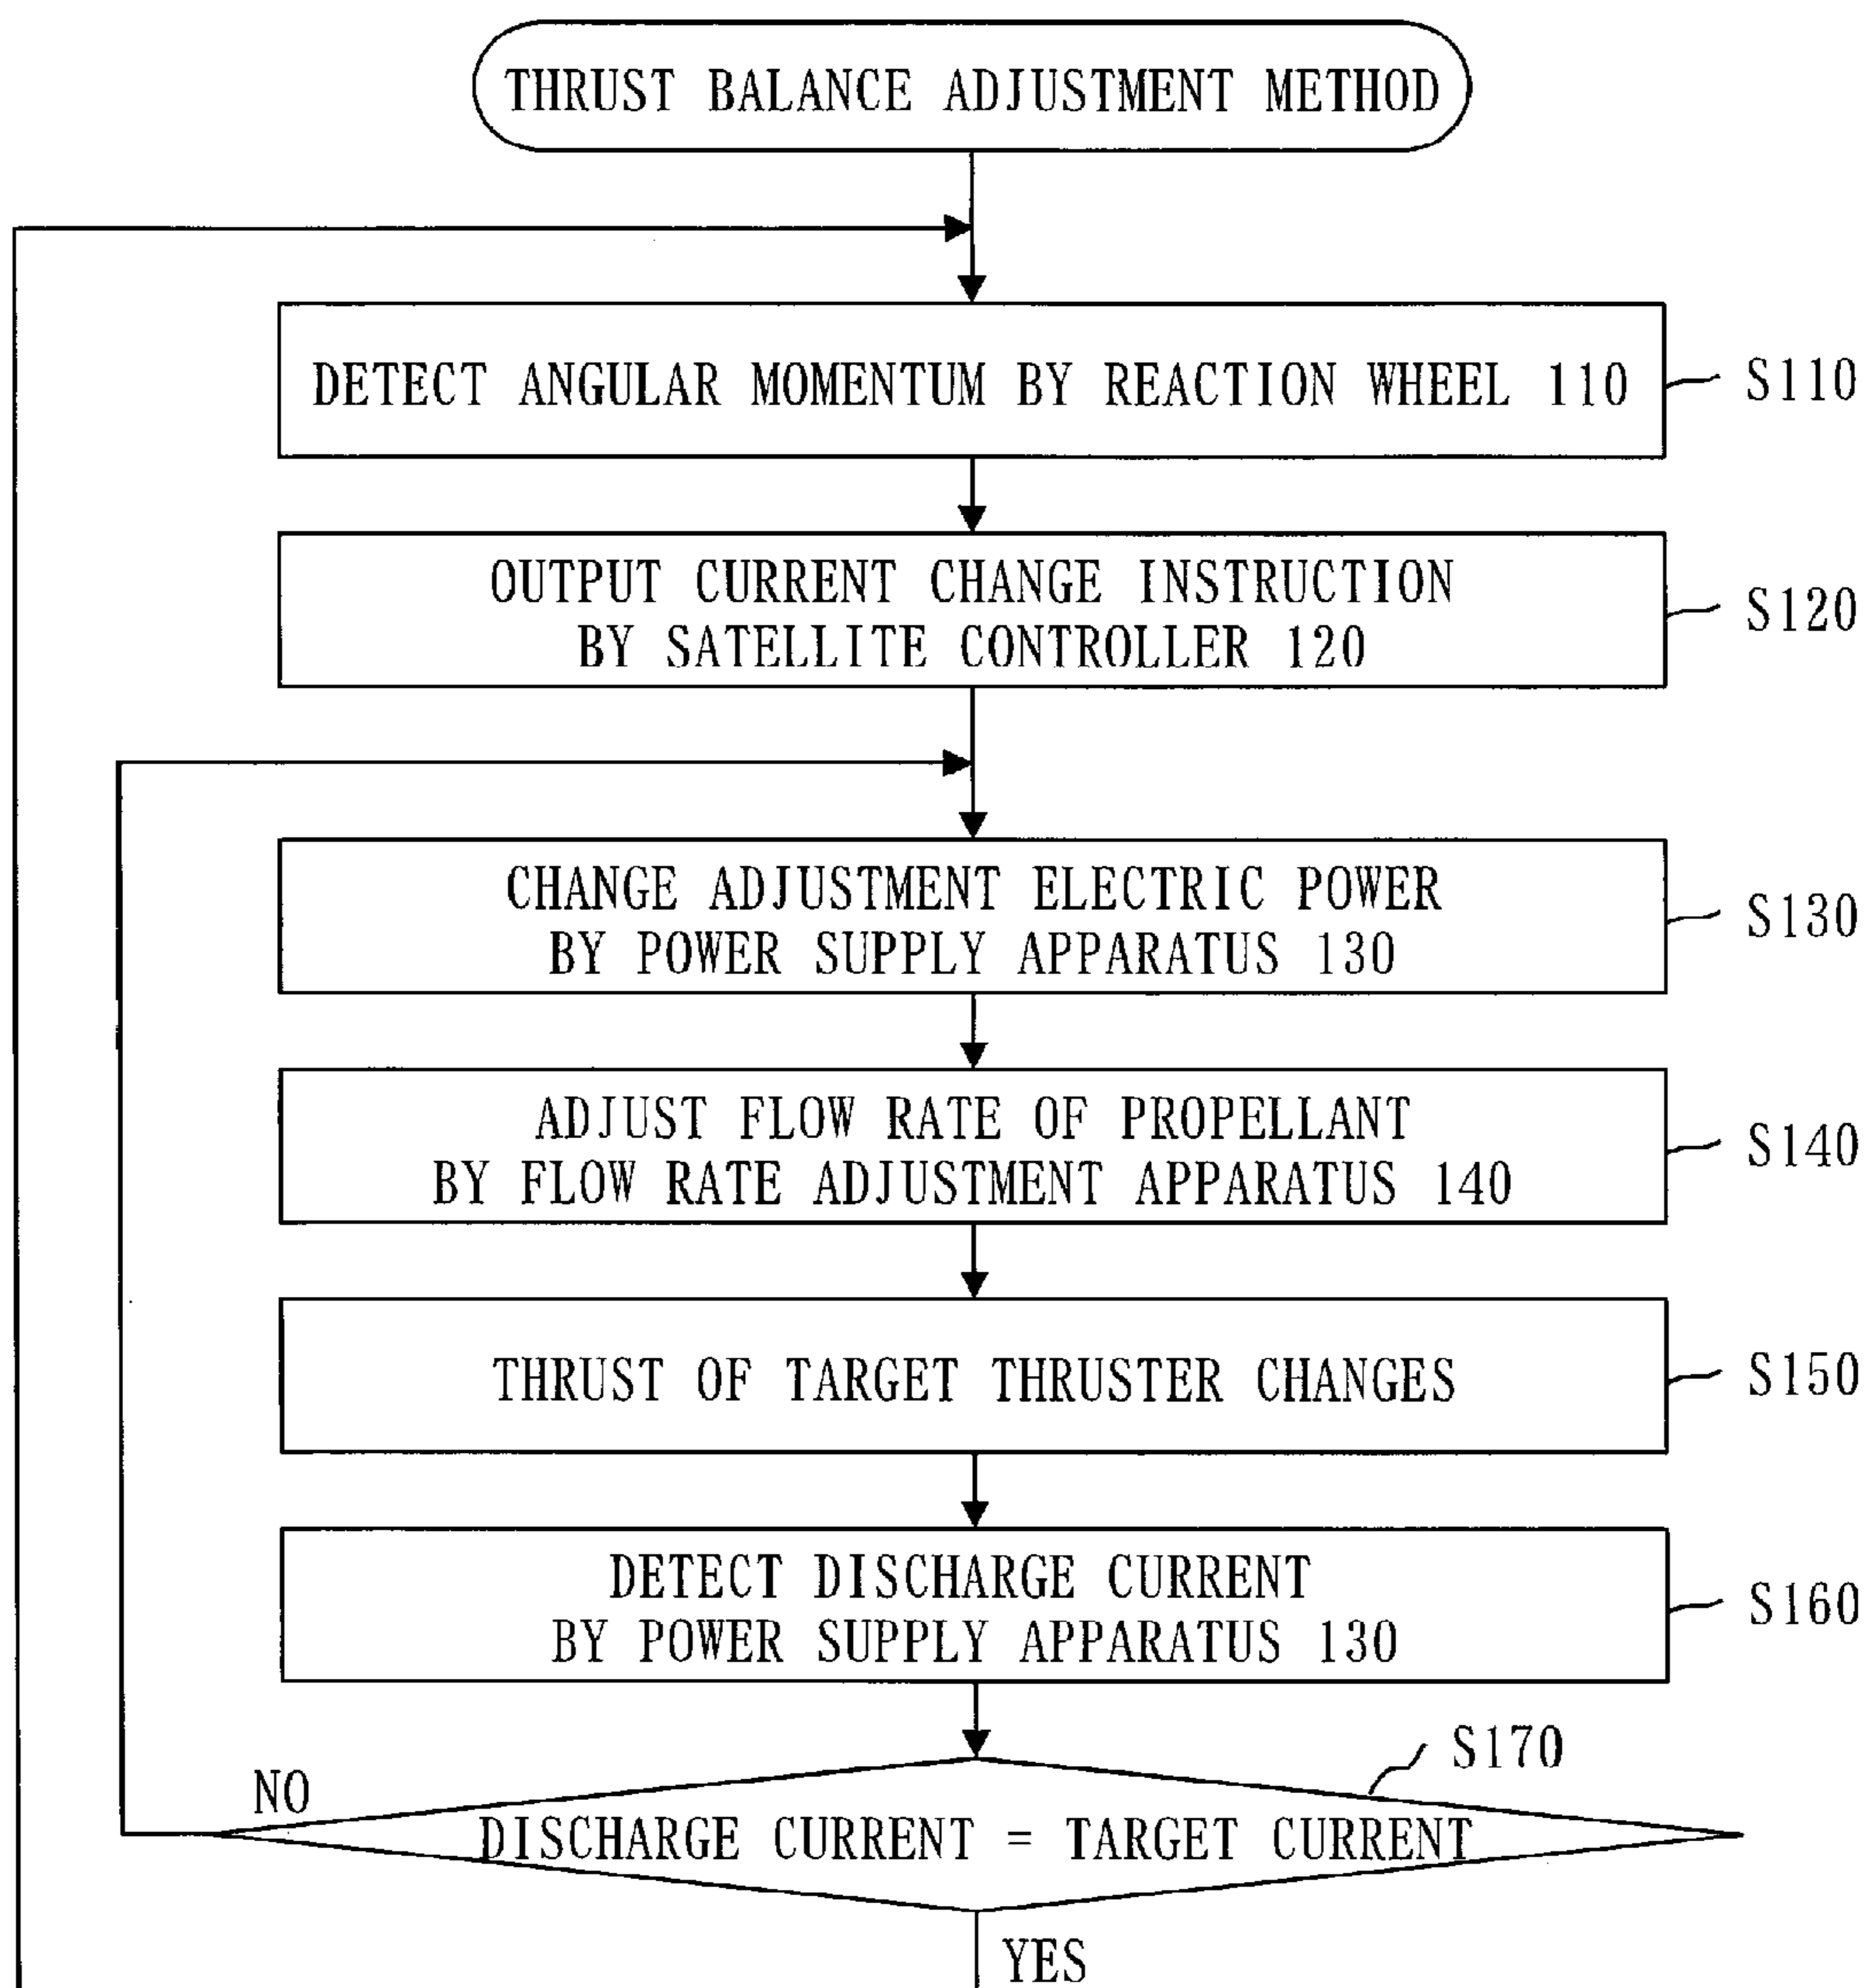 THRUST BALANCE ADJUSTMENT METHOD
DETECT ANGULAR MOMENTUM BY REACTION WHEEL 110
S110
OUTPUT CURRENT CHANGE INSTRUCTION
BY SATELLITE CONTROLLER 120
S120
CHANGE ADJUSTMENT ELECTRIC POWER
BY POWER SUPPLY APPARATUS 130
S130
ADJUST FLOW RATE OF PROPELLANT
BY FLOW RATE ADJUSTMENT APPARATUS 140
S140
THRUST OF TARGET THRUSTER CHANGES
S150
DETECT DISCHARGE CURRENT
BY POWER SUPPLY APPARATUS 130
S160
S170
NO
DISCHARGE CURRENT = TARGET CURRENT
YES